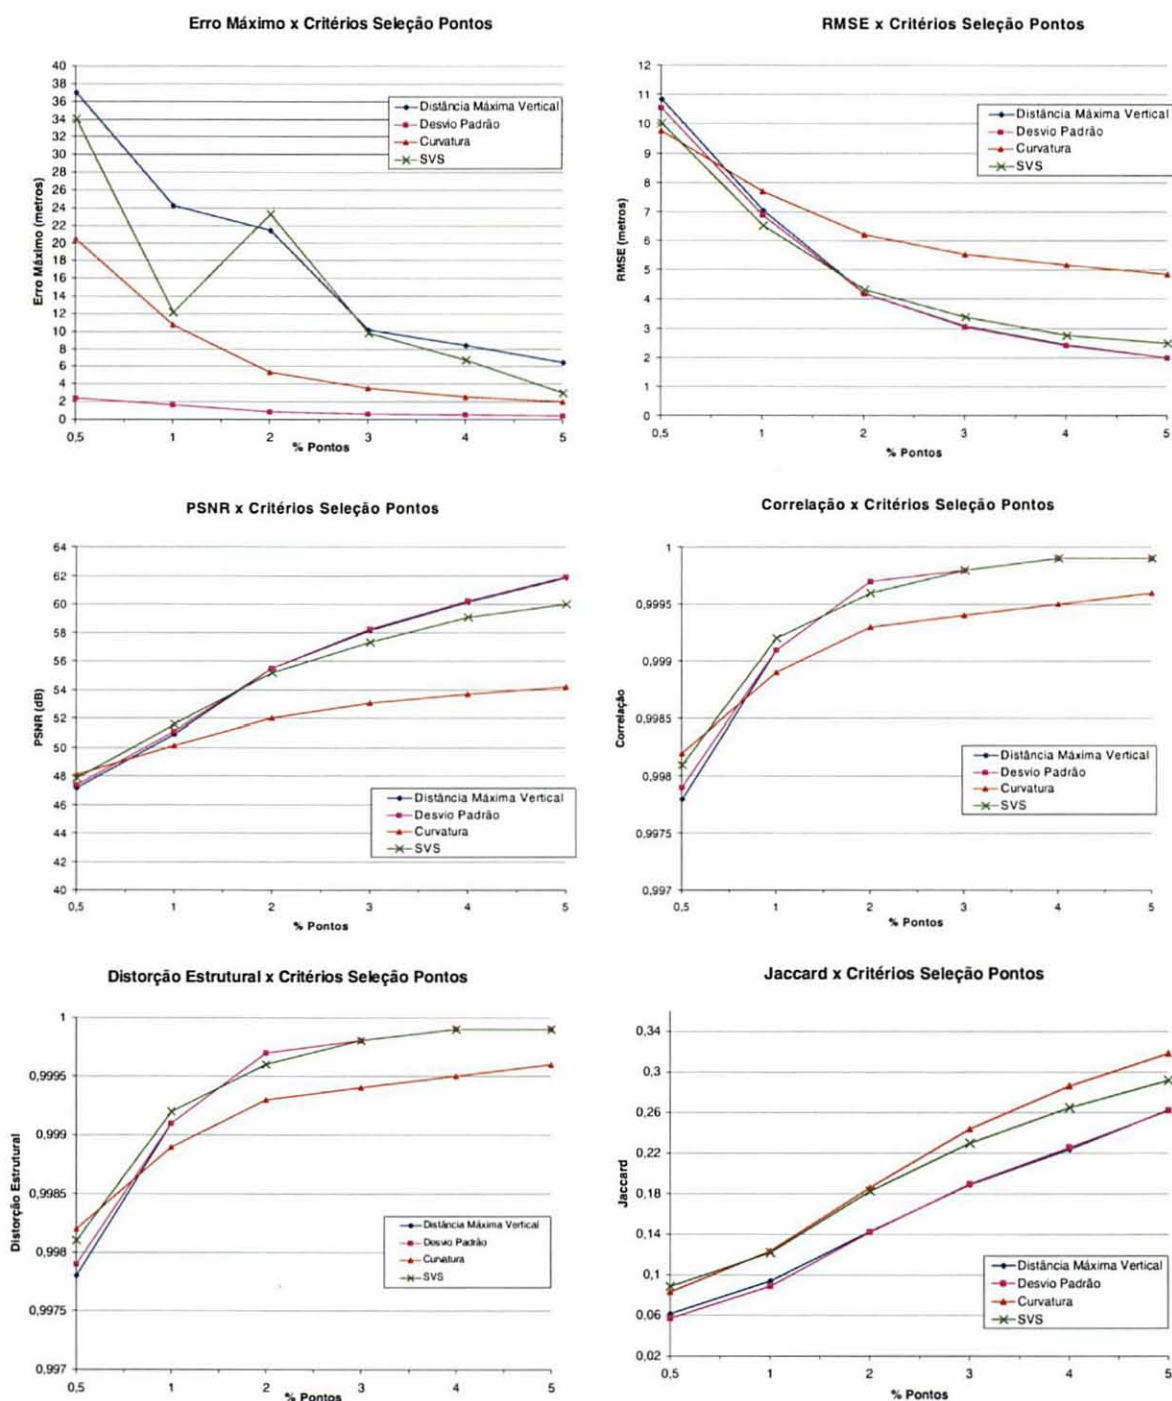 Erro Máximo x Critérios Seleção Pontos
40
38
36
34
32
30
28
26
24
22
20
18
16
14
12
10
8
6
4
2
0
Erro Máximo (metros)
0,5
1
2
3
4
5
% Pontos
Distância Máxima Vertical
Desvio Padrão
Curvatura
SVS
RMSE x Critérios Seleção Pontos
12
11
10
9
8
7
6
5
4
3
2
1
0
RMSE (metros)
0,5
1
2
3
4
5
% Pontos
Distância Máxima Vertical
Desvio Padrão
Curvatura
SVS
PSNR x Critérios Seleção Pontos
64
62
60
58
56
54
52
50
48
46
44
42
40
PSNR (dB)
0,5
1
2
3
4
5
% Pontos
Distância Máxima Vertical
Desvio Padrão
Curvatura
SVS
Correlação x Critérios Seleção Pontos
1
0,9995
0,999
0,9985
0,998
0,9975
0,997
Correlação
0,5
1
2
3
4
5
% Pontos
Distância Máxima Vertical
Desvio Padrão
Curvatura
SVS
Distorção Estrutural x Critérios Seleção Pontos
1
0,9995
0,999
0,9985
0,998
0,9975
0,997
Distorção Estrutural
0,5
1
2
3
4
5
% Pontos
Distância Máxima Vertical
Desvio Padrão
Curvatura
SVS
Jaccard x Critérios Seleção Pontos
0,34
0,3
0,26
0,22
0,18
0,14
0,1
0,06
0,02
Jaccard
0,5
1
2
3
4
5
% Pontos
Distância Máxima Vertical
Desvio Padrão
Curvatura
SVS